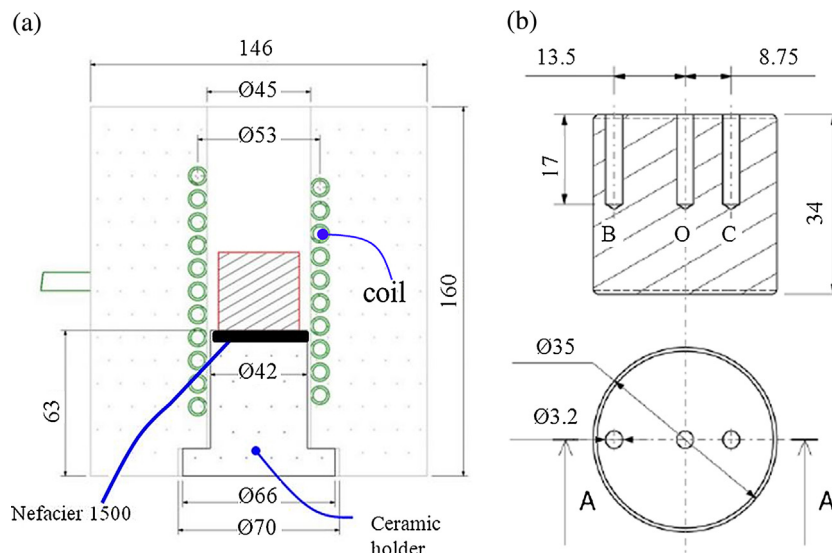 (a)
146
Ø45
Ø53
coil
160
63
Ø42
Nefacier 1500
Ø66
Ø70
Ceramic
holder
(b)
13.5
8.75
17
34
B
O
C
Ø35
Ø3.2
A
A